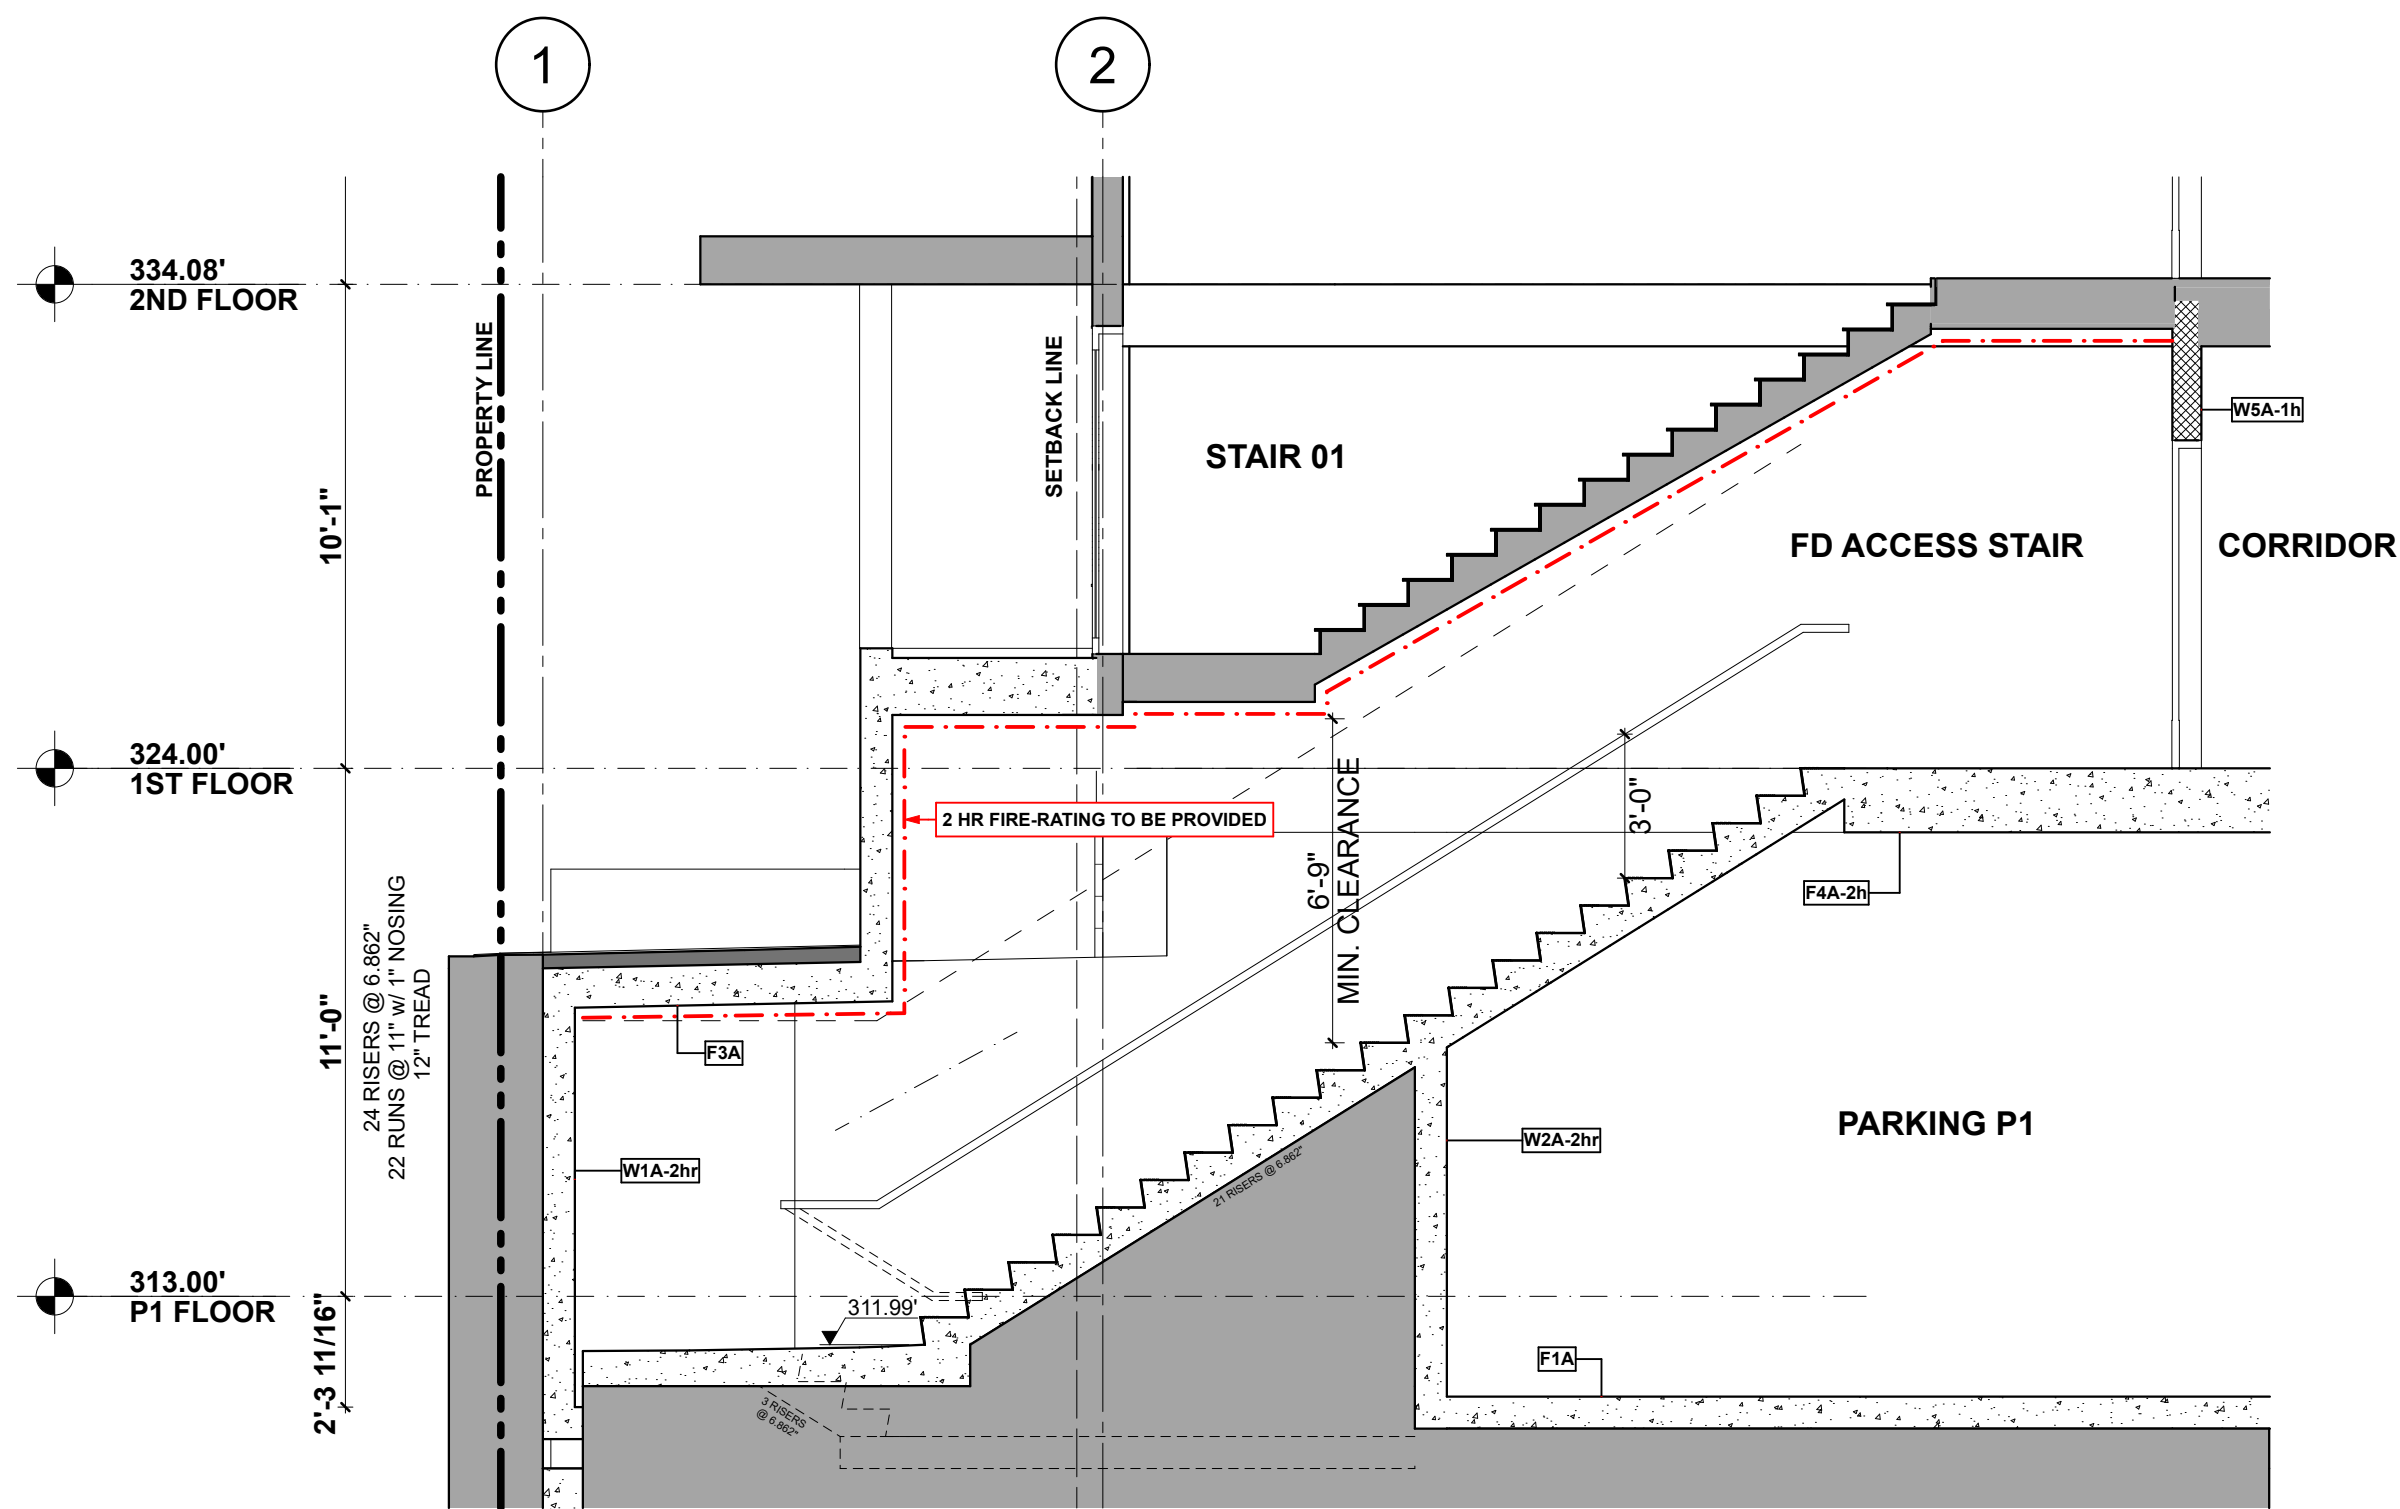 1
2
334.08'
2ND FLOOR
PROPERTY LINE
SETBACK LINE
STAIR 01
W5A-1h
10'-1"
FD ACCESS STAIR
CORRIDOR
324.00'
1ST FLOOR
2 HR FIRE-RATING TO BE PROVIDED
6'-9"
MIN. CLEARANCE
3'-0"
F4A-2h
11'-0"
24 RISERS @ 6.862"
22 RUNS @ 11" w/ 1" NOSING
12" TREAD
F3A
W1A-2hr
W2A-2hr
PARKING P1
21 RISERS @ 6.862"
313.00'
P1 FLOOR
311.99'
2'-3 11/16"
F1A
3 RISERS
@ 6.862"